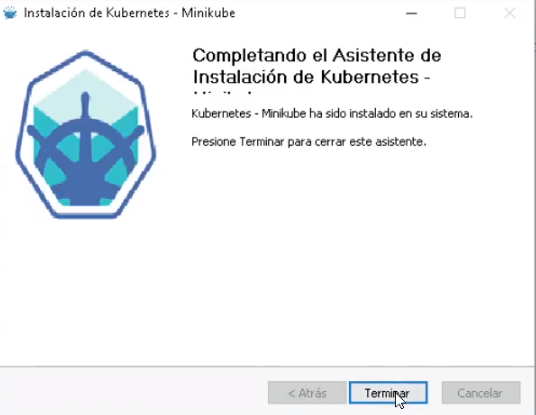 Instalación de Kubernetes - Minikube
Completando el Asistente de
Instalación de Kubernetes -
Kubernetes - Minikube ha sido instalado en su sistema.
Presione Terminar para cerrar este asistente.
< Atrás
Terminar
Cancelar